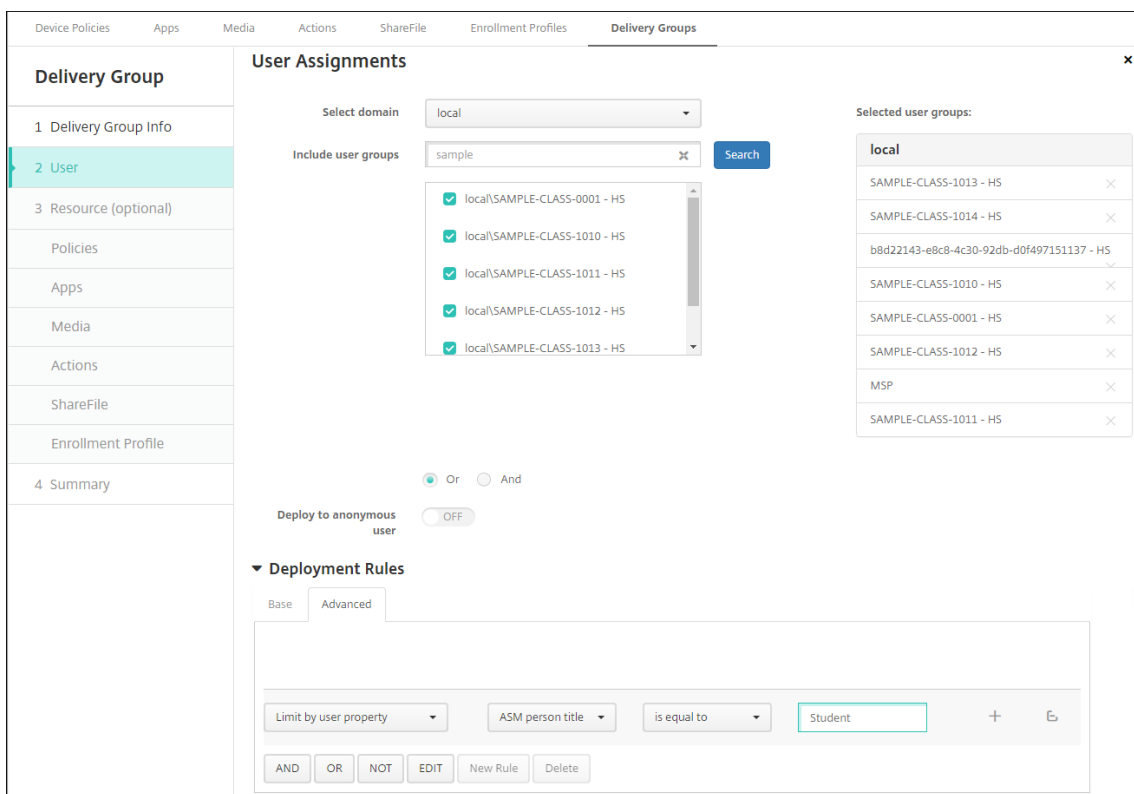 Device Policies Apps Media Actions ShareFile Enrollment Profiles Delivery Groups
Delivery Group
1 Delivery Group Info
2 User
3 Resource (optional)
Policies
Apps
Media
Actions
ShareFile
Enrollment Profile
4 Summary
User Assignments
Select domain local
Include user groups sample Search
local\SAMPLE-CLASS-0001 - HS
local\SAMPLE-CLASS-1010 - HS
local\SAMPLE-CLASS-1011 - HS
local\SAMPLE-CLASS-1012 - HS
local\SAMPLE-CLASS-1013 - HS
Selected user groups:
local
SAMPLE-CLASS-1013 - HS
SAMPLE-CLASS-1014 - HS
b8d22143-e8c8-4c30-92db-d0f497151137 - HS
SAMPLE-CLASS-1010 - HS
SAMPLE-CLASS-0001 - HS
SAMPLE-CLASS-1012 - HS
MSP
SAMPLE-CLASS-1011 - HS
Or And
Deploy to anonymous
user
OFF
Deployment Rules
Base Advanced
Limit by user property ASM person title is equal to Student
AND OR NOT EDIT New Rule Delete